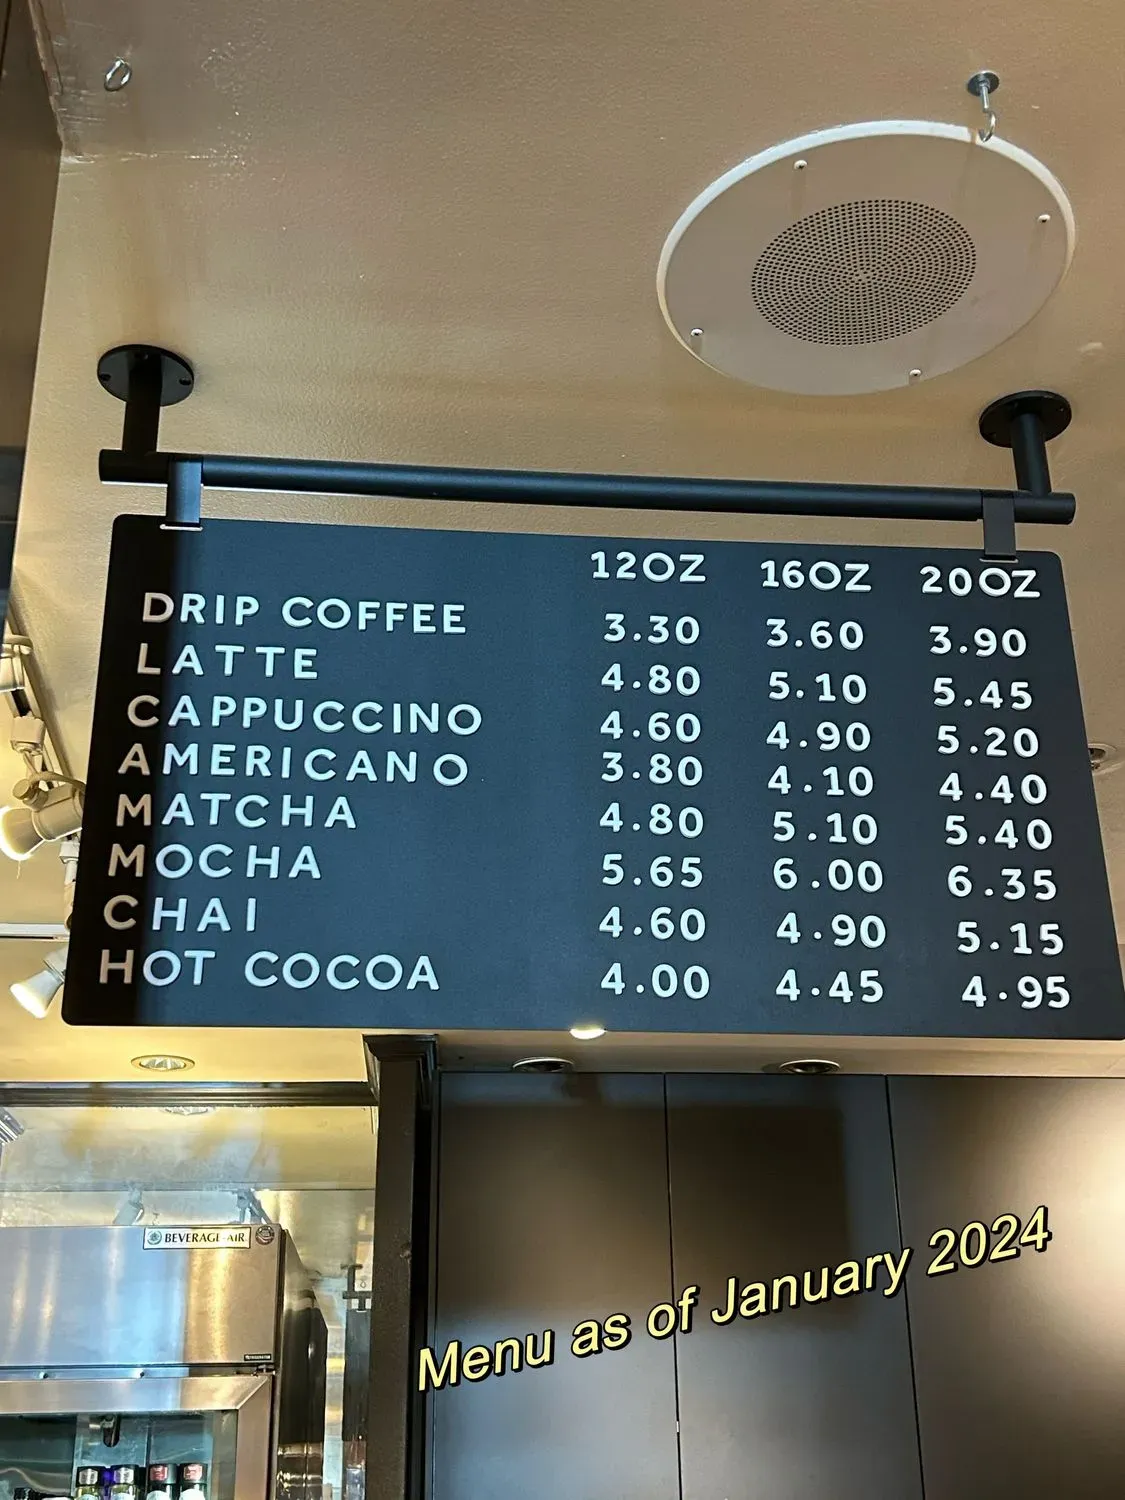 12OZ 16OZ 20OZ
DRIP COFFEE 3.30 3.60 3.90
LATTE 4.80 5.10 5.45
CAPPUCCINO 4.60 4.90 5.20
AMERICANO 3.80 4.10 4.40
MATCHA 4.80 5.10 5.40
MOCHA 5.65 6.00 6.35
CHAI 4.60 4.90 5.15
HOT COCOA 4.00 4.45 4.95
BEVERAGE-AIR
Menu as of January 2024